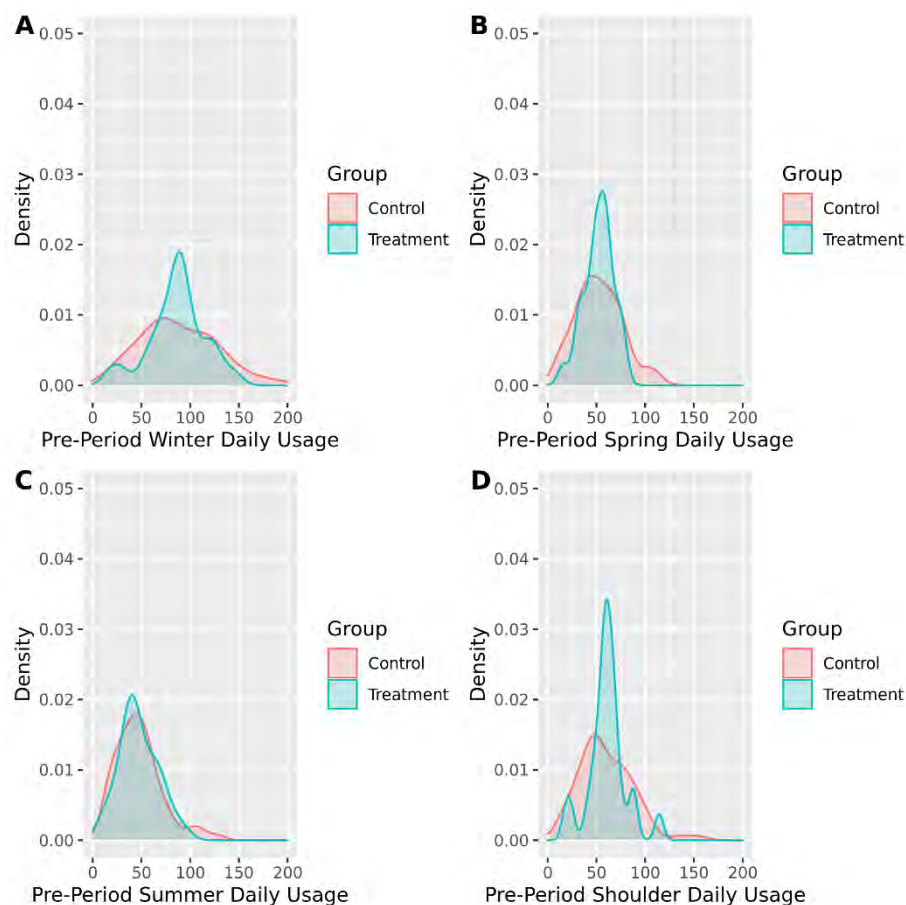 A
B
0.05
0.04
0.03
0.02
0.01
0.00
Density
0 50 100 150 200
Pre-Period Winter Daily Usage
Group
Control
Treatment
0.05
0.04
0.03
0.02
0.01
0.00
Density
0 50 100 150 200
Pre-Period Spring Daily Usage
Group
Control
Treatment
C
D
0.05
0.04
0.03
0.02
0.01
0.00
Density
0 50 100 150 200
Pre-Period Summer Daily Usage
Group
Control
Treatment
0.05
0.04
0.03
0.02
0.01
0.00
Density
0 50 100 150 200
Pre-Period Shoulder Daily Usage
Group
Control
Treatment